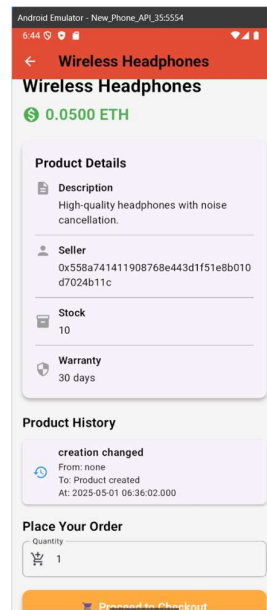 Android Emulator - New_Phone_API_35:5554
6:44
Wireless Headphones
Wireless Headphones
0.0500 ETH
Product Details
Description
High-quality headphones with noise
cancellation.
Seller
0x558a741411908768e443d1f51e8b010
d7024b11c
Stock
10
Warranty
30 days
Product History
creation changed
From: none
To: Product created
At: 2025-05-01 06:36:02.000
Place Your Order
Quantity
1
Proceed to Checkout